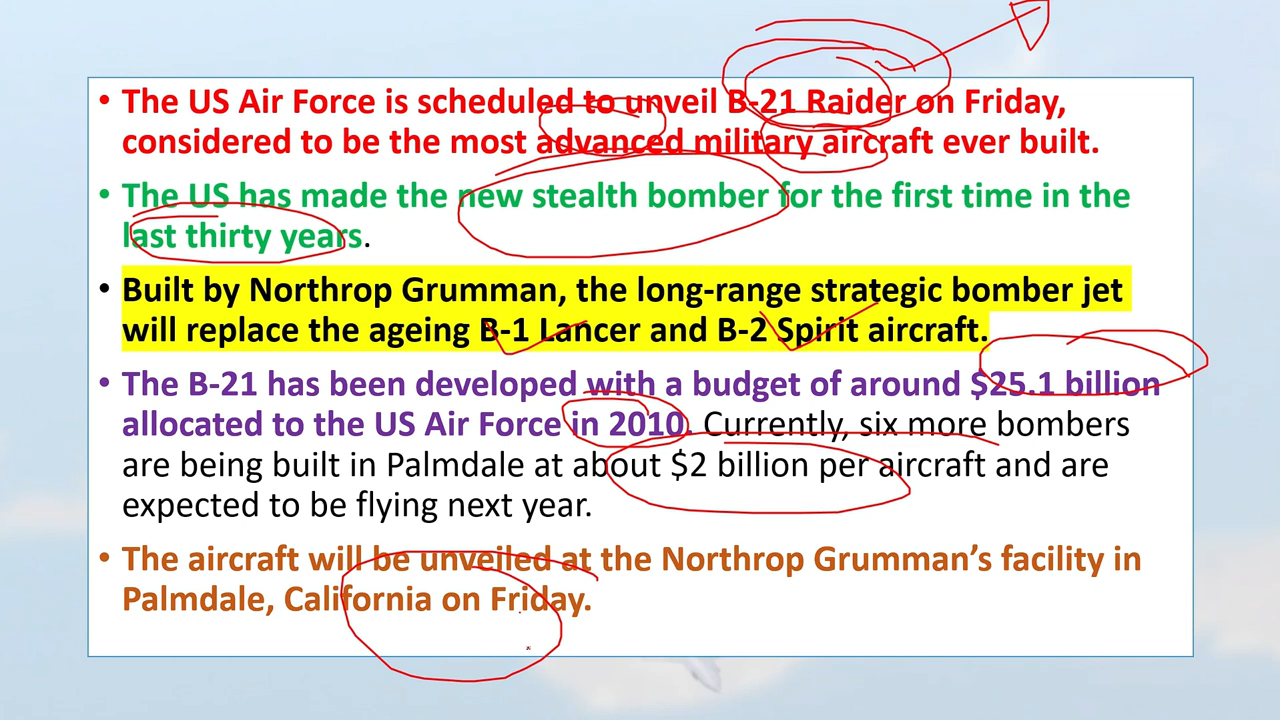 • The US Air Force is scheduled to unveil B-21 Raider on Friday,
considered to be the most advanced military aircraft ever built.
• The US has made the new stealth bomber for the first time in the
last thirty years.
• Built by Northrop Grumman, the long-range strategic bomber jet
will replace the ageing B-1 Lancer and B-2 Spirit aircraft.
• The B-21 has been developed with a budget of around $25.1 billion
allocated to the US Air Force in 2010. Currently, six more bombers
are being built in Palmdale at about $2 billion per aircraft and are
expected to be flying next year.
• The aircraft will be unveiled at the Northrop Grumman’s facility in
Palmdale, California on Friday.